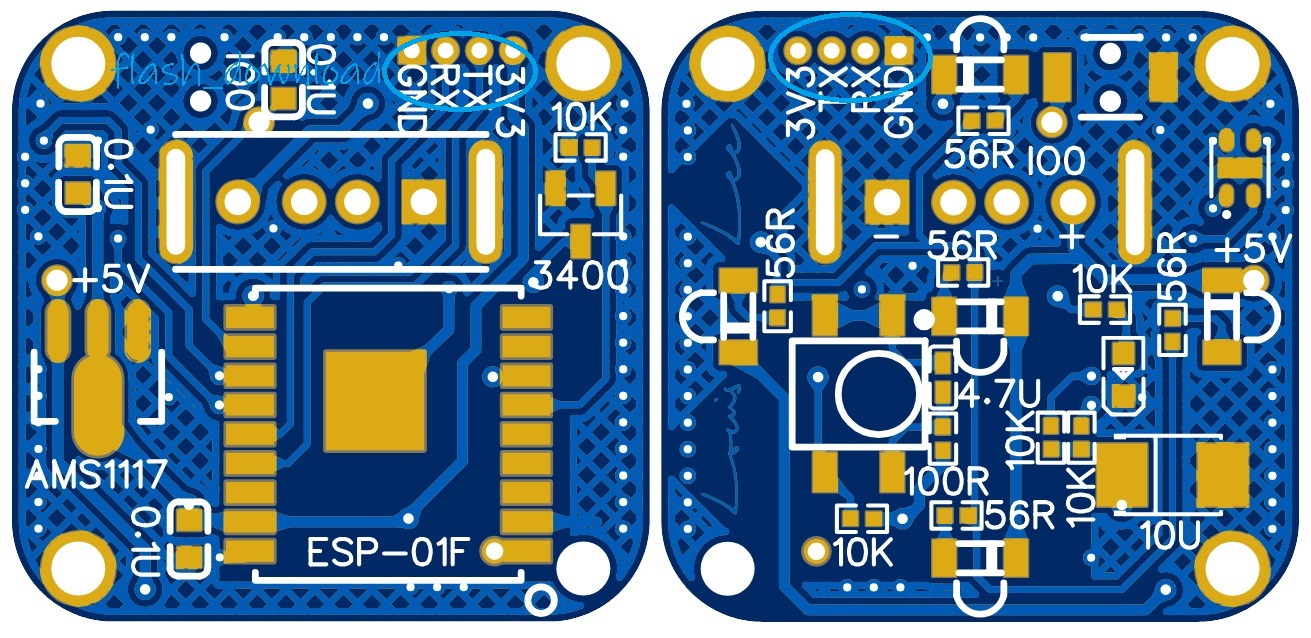 flash_download
IO0
0.1U
GND
RX
TX
3V3
10K
0.1U
+5V
3400
AMS1117
0.1U
ESP-01F
3V3
TX
RX
GND
56R
IO0
56R
56R
10K
56R
+5V
4.7U
10K
100R
10K
56R
10K
10U